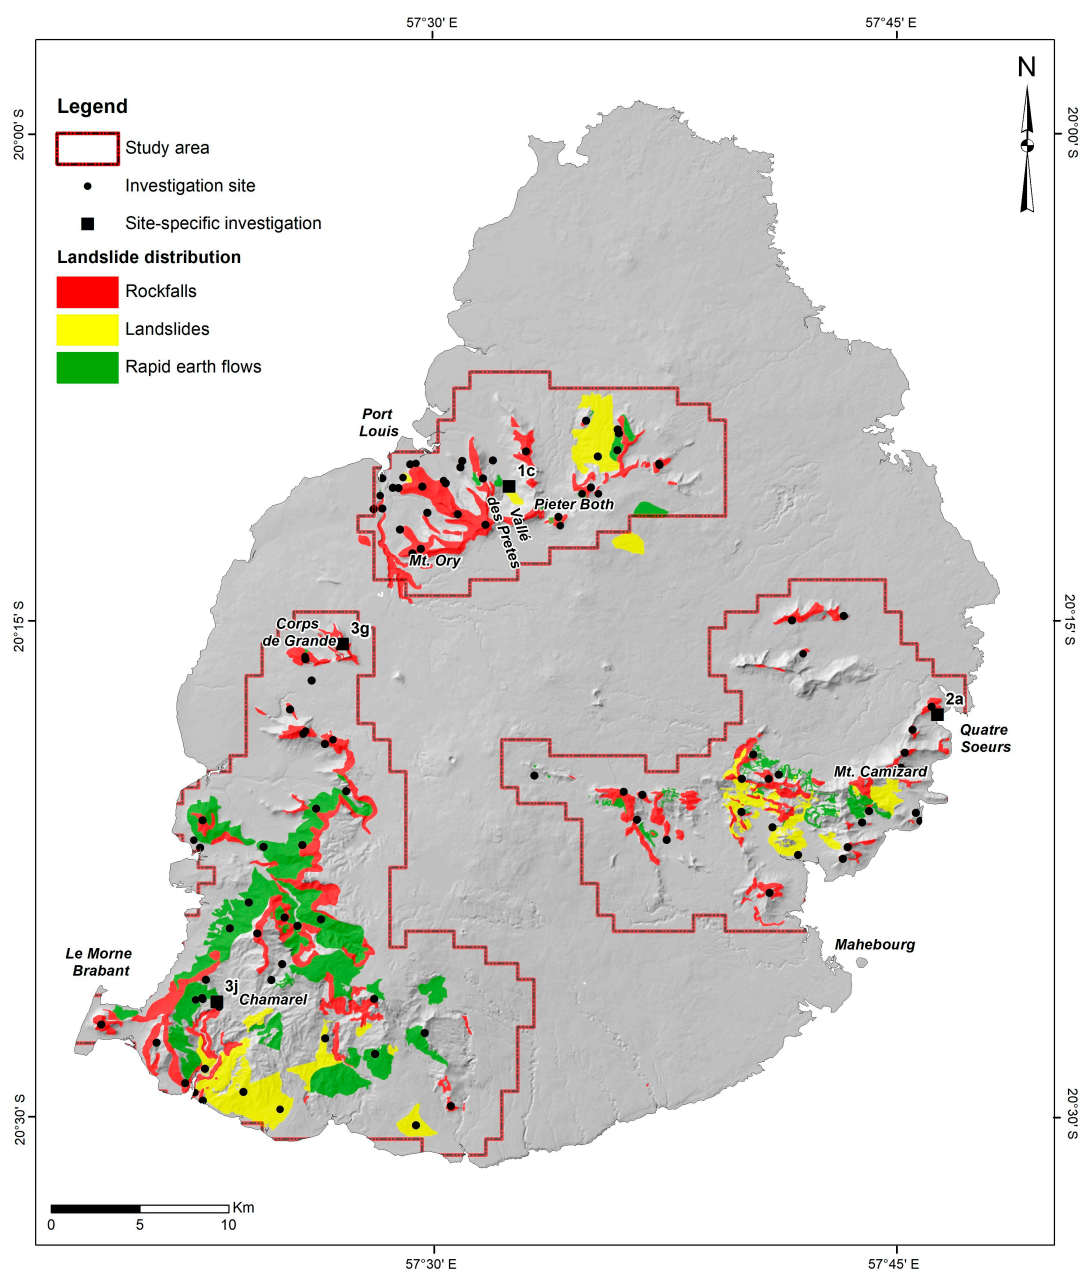 57°30' E
57°45' E
N
20°00' S
20°00' S
Legend
Study area
Investigation site
Site-specific investigation
Landslide distribution
Rockfalls
Landslides
Rapid earth flows
Port
Louis
1c
Pieter Both
Vallé
des Pretes
Mt. Ory
20°15' S
20°15' S
Corps
de Grande
3g
2a
Quatre
Soeurs
Mt. Camizard
Mahebourg
Le Morne
Brabant
3j
Chamarel
20°30' S
20°30' S
Km
0 5 10
57°30' E
57°45' E